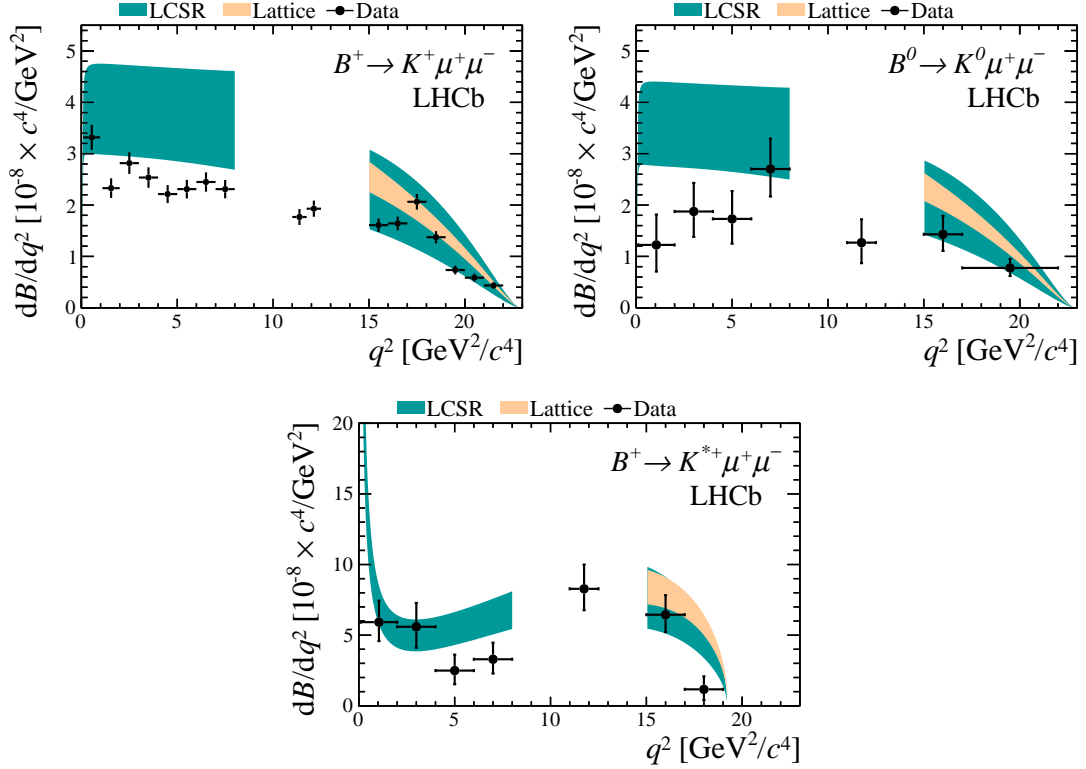 LCSR Lattice Data
B⁺ → K⁺μ⁺μ⁻
LHCb
dB/dq² [10⁻⁸ × c⁴/GeV²]
5
4
3
2
1
0
0 5 10 15 20
q² [GeV²/c⁴]
LCSR Lattice Data
B⁰ → K⁰μ⁺μ⁻
LHCb
dB/dq² [10⁻⁸ × c⁴/GeV²]
5
4
3
2
1
0
0 5 10 15 20
q² [GeV²/c⁴]
LCSR Lattice Data
B⁺ → K*⁺μ⁺μ⁻
LHCb
dB/dq² [10⁻⁸ × c⁴/GeV²]
20
15
10
5
0
0 5 10 15 20
q² [GeV²/c⁴]